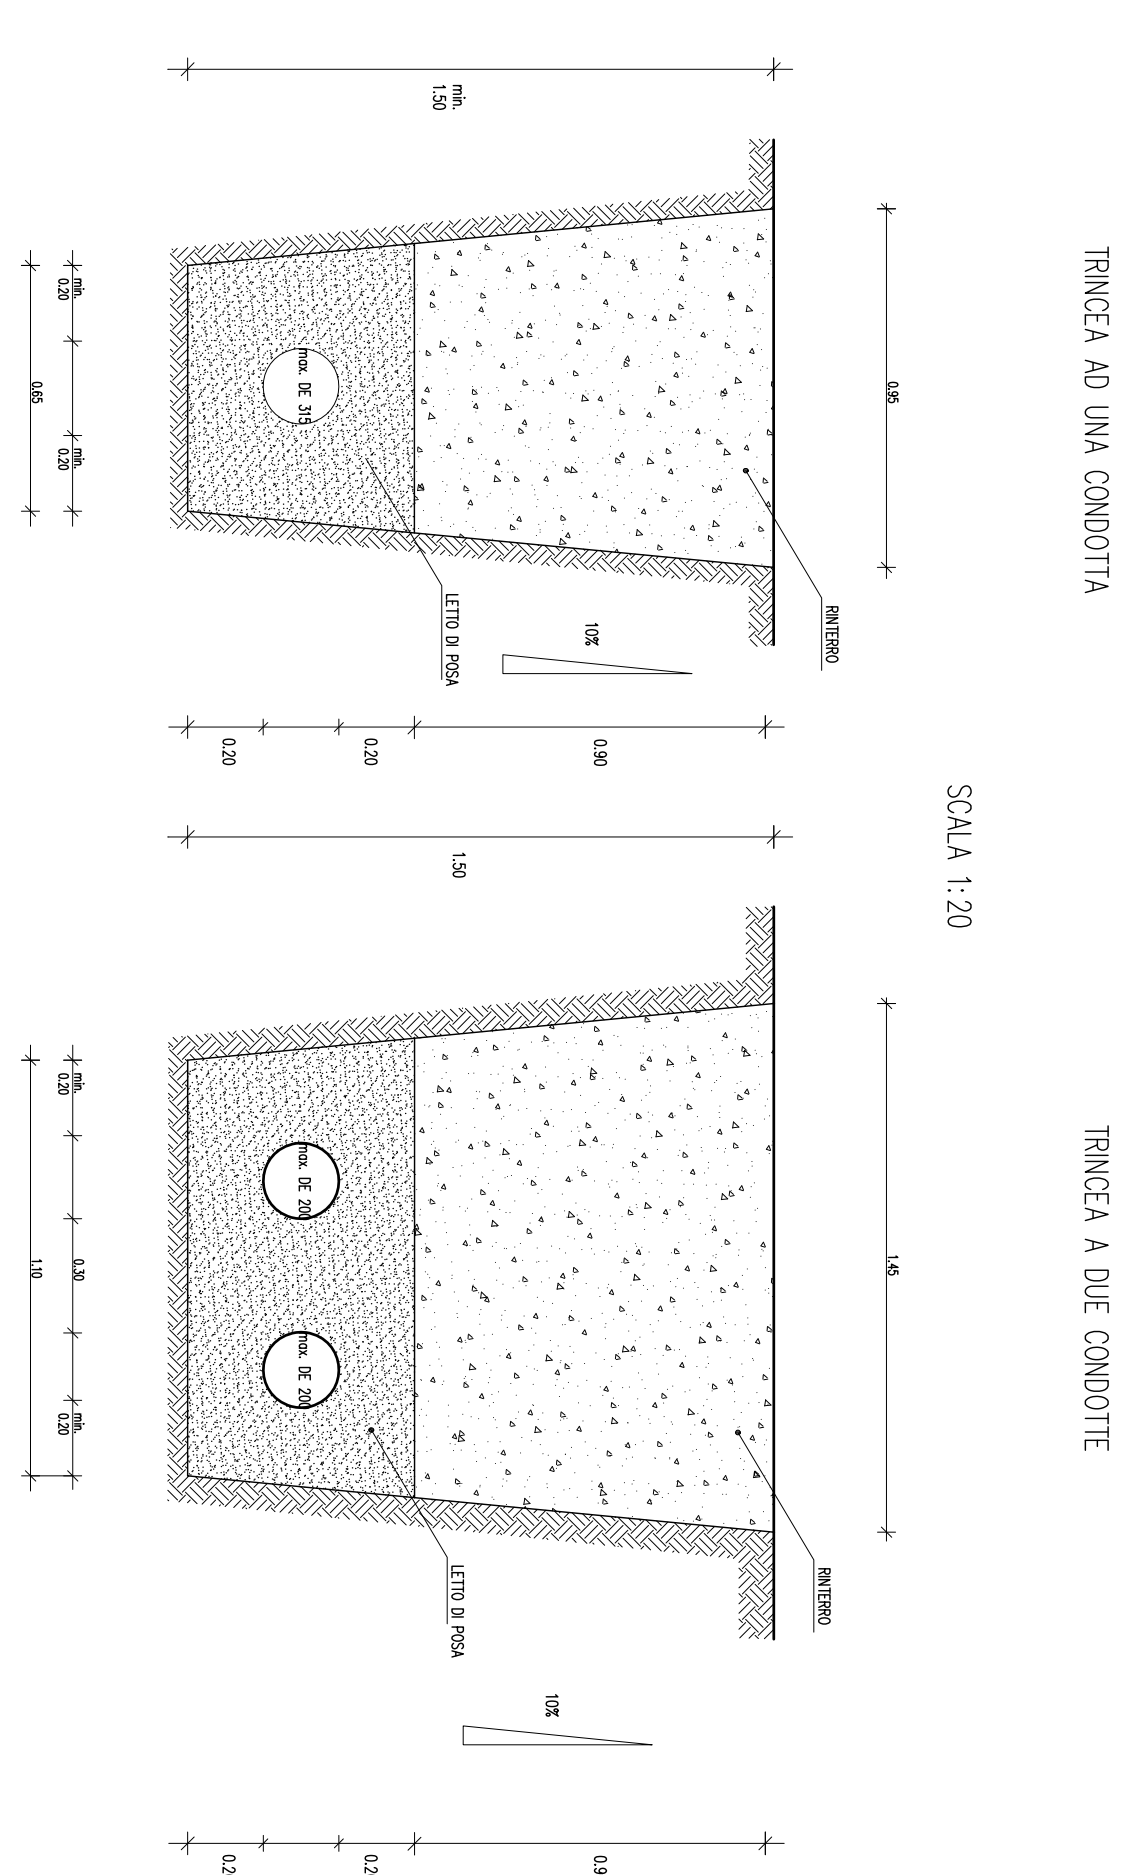 TRINCEA AD UNA CONDOTTA
TRINCEA A DUE CONDOTTE
SCALA 1:20
0.95
RINTERRO
min.
1.50
10%
0.90
LETTO DI POSA
max. DE 315
0.20
0.20
min.
0.20
min.
0.20
0.65
1.45
RINTERRO
1.50
10%
LETTO DI POSA
max. DE 200
max. DE 200
min.
0.20
0.30
min.
0.20
1.10